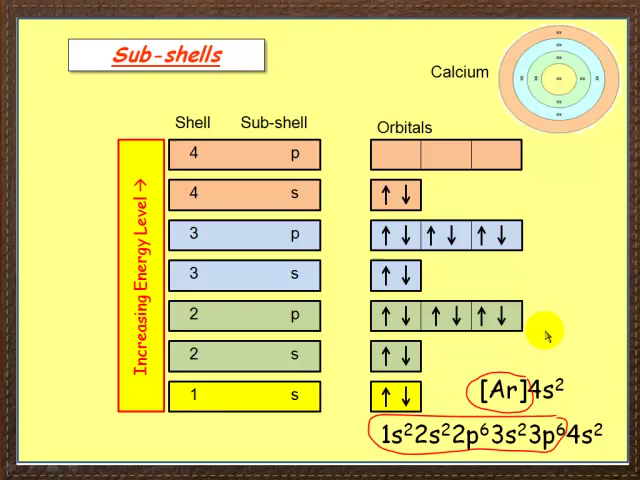 Sub-shells
Calcium
Shell Sub-shell Orbitals
4 p
4 s
3 p
3 s
2 p
2 s
1 s
Increasing Energy Level →
[Ar]4s²
1s²2s²2p⁶3s²3p⁶4s²